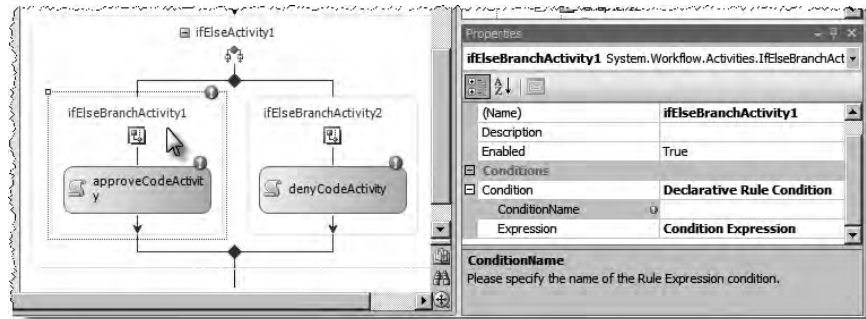 ifElseActivity1
ifElseBranchActivity1
ifElseBranchActivity2
approveCodeActivit
y
denyCodeActivity
Properties
ifElseBranchActivity1 System.Workflow.Activities.IfElseBranchAct
(Name) ifElseBranchActivity1
Description
Enabled True
Conditions
Condition Declarative Rule Condition
ConditionName
Expression Condition Expression
ConditionName
Please specify the name of the Rule Expression condition.